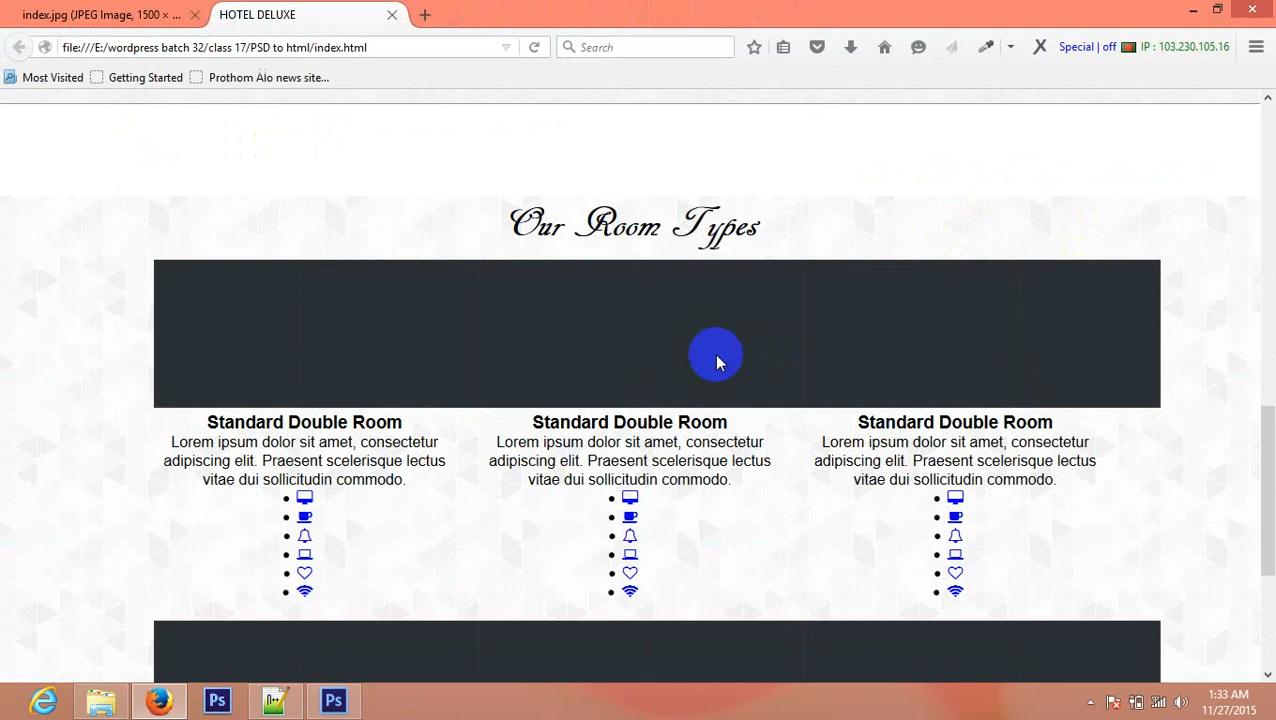 index.jpg (JPEG Image, 1500 × ...
HOTEL DELUXE
file:///E:/wordpress batch 32/class 17/PSD to html/index.html
Search
Special | off
IP : 103.230.105.16
Most Visited
Getting Started
Prothom Alo news site...
Our Room Types
Standard Double Room
Lorem ipsum dolor sit amet, consectetur
adipiscing elit. Praesent scelerisque lectus
vitae dui sollicitudin commodo.
Standard Double Room
Lorem ipsum dolor sit amet, consectetur
adipiscing elit. Praesent scelerisque lectus
vitae dui sollicitudin commodo.
Standard Double Room
Lorem ipsum dolor sit amet, consectetur
adipiscing elit. Praesent scelerisque lectus
vitae dui sollicitudin commodo.
Ps
n++
Ps
1:33 AM
11/27/2015